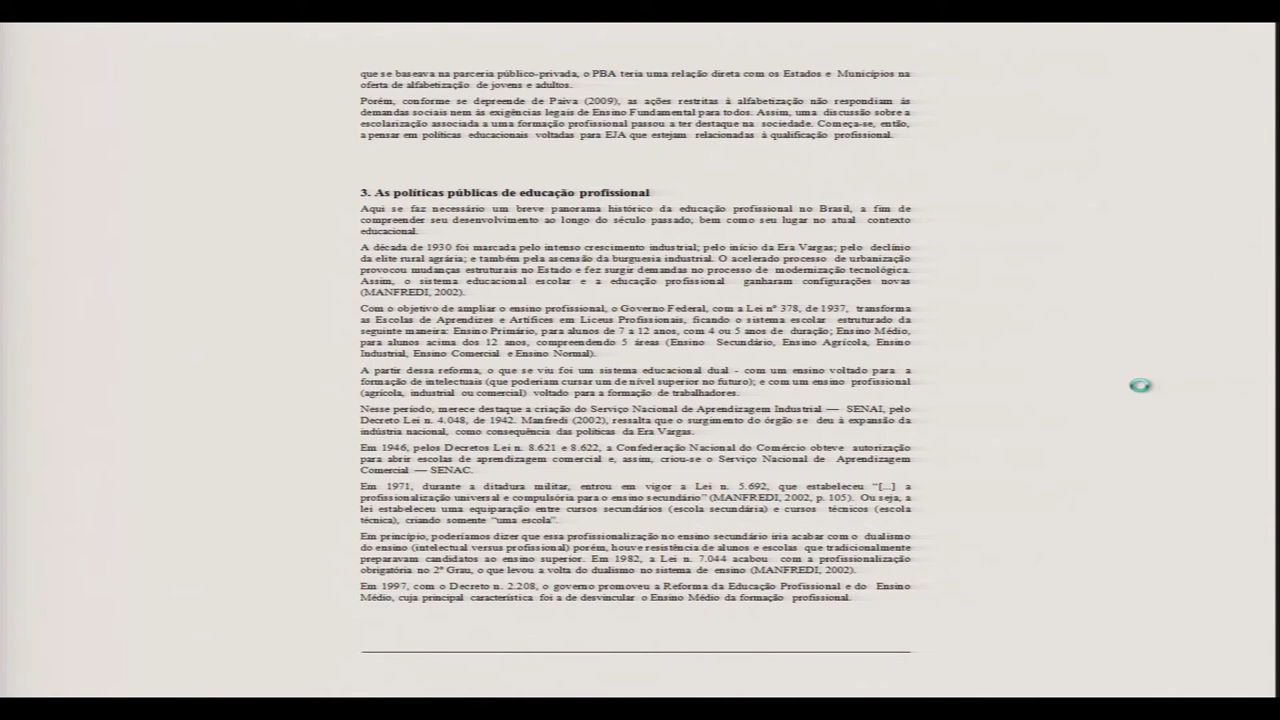 que se baseava na parceria público-privada, o PBA teria uma relação direta com os Estados e Municípios na
oferta de alfabetização de jovens e adultos.
Porém, conforme se depreende de Paiva (2009), as ações restritas à alfabetização não respondiam às
demandas sociais nem às exigências legais de Ensino Fundamental para todos. Assim, uma discussão sobre a
escolarização associada a uma formação profissional passou a ter destaque na sociedade. Começa-se, então,
a pensar em políticas educacionais voltadas para EJA que estejam relacionadas à qualificação profissional.
3. As políticas públicas de educação profissional
Aqui se faz necessário um breve panorama histórico da educação profissional no Brasil, a fim de
compreender seu desenvolvimento ao longo do século passado, bem como seu lugar no atual contexto
educacional.
A década de 1930 foi marcada pelo intenso crescimento industrial; pelo início da Era Vargas; pelo declínio
da elite rural agrária; e também pela ascensão da burguesia industrial. O acelerado processo de urbanização
provocou mudanças estruturais no Estado e fez surgir demandas no processo de modernização tecnológica.
Assim, o sistema educacional escolar e a educação profissional ganharam configurações novas
(MANFREDI, 2002).
Com o objetivo de ampliar o ensino profissional, o Governo Federal, com a Lei nº 378, de 1937, transforma
as Escolas de Aprendizes e Artífices em Liceus Profissionais, ficando o sistema escolar estruturado da
seguinte maneira: Ensino Primário, para alunos de 7 a 12 anos, com 4 ou 5 anos de duração; Ensino Médio,
para alunos acima dos 12 anos, compreendendo 5 áreas (Ensino Secundário, Ensino Agrícola, Ensino
Industrial, Ensino Comercial e Ensino Normal).
A partir dessa reforma, o que se viu foi um sistema educacional dual - com um ensino voltado para a
formação de intelectuais (que poderiam cursar um de nível superior no futuro); e com um ensino profissional
(agrícola, industrial ou comercial) voltado para a formação de trabalhadores.
Nesse período, merece destaque a criação do Serviço Nacional de Aprendizagem Industrial — SENAI, pelo
Decreto Lei n. 4.048, de 1942. Manfredi (2002), ressalta que o surgimento do órgão se deu à expansão da
indústria nacional, como consequência das políticas da Era Vargas.
Em 1946, pelos Decretos Lei n. 8.621 e 8.622, a Confederação Nacional do Comércio obteve autorização
para abrir escolas de aprendizagem comercial e, assim, criou-se o Serviço Nacional de Aprendizagem
Comercial — SENAC.
Em 1971, durante a ditadura militar, entrou em vigor a Lei n. 5.692, que estabeleceu “[...] a
profissionalização universal e compulsória para o ensino secundário” (MANFREDI, 2002, p. 105). Ou seja, a
lei estabeleceu uma equiparação entre cursos secundários (escola secundária) e cursos técnicos (escola
técnica), criando somente “uma escola”.
Em princípio, poderíamos dizer que essa profissionalização no ensino secundário iria acabar com o dualismo
do ensino (intelectual versus profissional) porém, houve resistência de alunos e escolas que tradicionalmente
preparavam candidatos ao ensino superior. Em 1982, a Lei n. 7.044 acabou com a profissionalização
obrigatória no 2º Grau, o que levou a volta do dualismo no sistema de ensino (MANFREDI, 2002).
Em 1997, com o Decreto n. 2.208, o governo promoveu a Reforma da Educação Profissional e do Ensino
Médio, cuja principal característica foi a de desvincular o Ensino Médio da formação profissional.